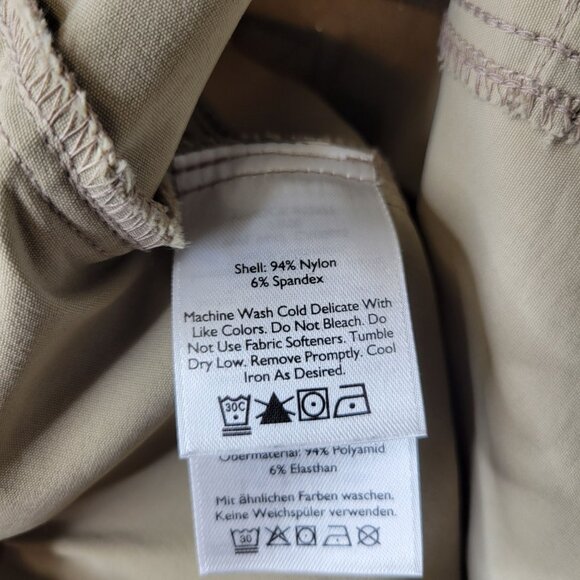 Shell: 94% Nylon
6% Spandex
Machine Wash Cold Delicate With
Like Colors. Do Not Bleach. Do
Not Use Fabric Softeners. Tumble
Dry Low. Remove Promptly. Cool
Iron As Desired.
30C
Obermaterial: 94% Polyamid
6% Elasthan
Mit ähnlichen Farben waschen.
Keine Weichspüler verwenden.
30